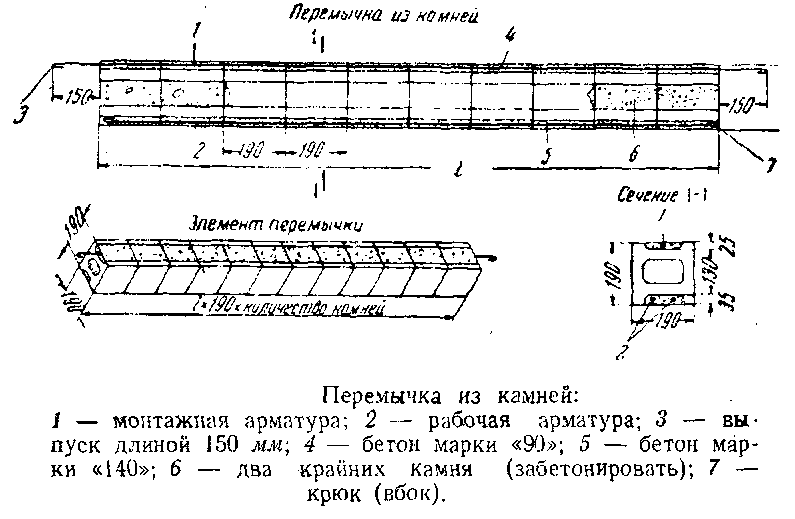 Перемычка из камней
1
1
4
3
150
150
2
190
190
1
l
5
6
7
Элемент перемычки
190
190
l=190×количество камней
Сечение 1-1
1
190
25
130
35
190
2
Перемычка из камней:
1 — монтажная арматура; 2 — рабочая арматура; 3 — вы-
пуск длиной 150 мм; 4 — бетон марки «90»; 5 — бетон мар-
ки «140»; 6 — два крайних камня (забетонировать); 7 —
крюк (вбок).